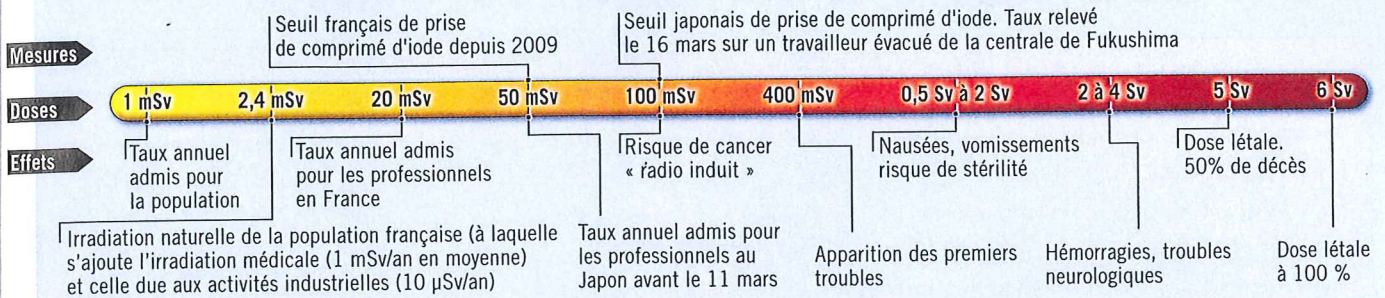 Seuil français de prise
de comprimé d'iode depuis 2009
Seuil japonais de prise de comprimé d'iode. Taux relevé
le 16 mars sur un travailleur évacué de la centrale de Fukushima
Mesures
Doses
1 mSv
2,4 mSv
20 mSv
50 mSv
100 mSv
400 mSv
0,5 Sv à 2 Sv
2 à 4 Sv
5 Sv
6 Sv
Effets
Taux annuel
admis pour
la population
Taux annuel admis
pour les professionnels
en France
Risque de cancer
« radio induit »
Nausées, vomissements
risque de stérilité
Dose létale.
50% de décès
Irradiation naturelle de la population française (à laquelle
s'ajoute l'irradiation médicale (1 mSv/an en moyenne)
et celle due aux activités industrielles (10 µSv/an)
Taux annuel admis pour
les professionnels au
Japon avant le 11 mars
Apparition des premiers
troubles
Hémorragies, troubles
neurologiques
Dose létale
à 100 %